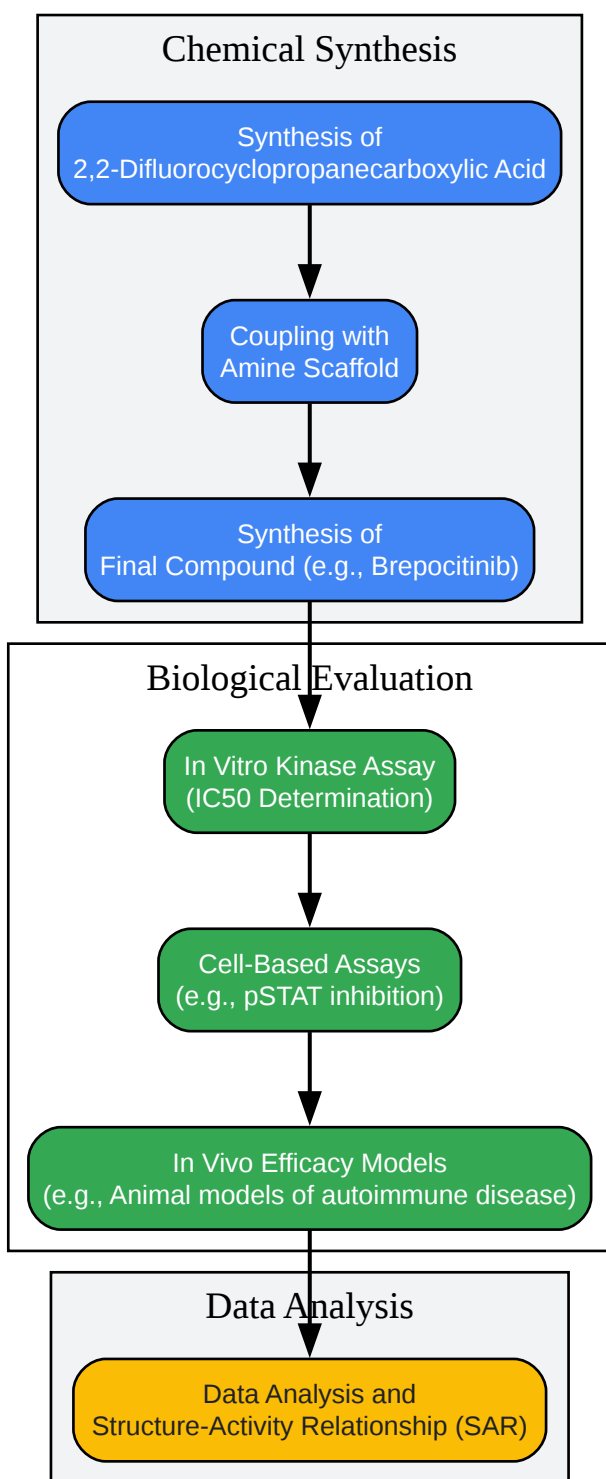 Chemical Synthesis
Synthesis of
2,2-Difluorocyclopropanecarboxylic Acid
Coupling with
Amine Scaffold
Synthesis of
Final Compound (e.g., Brepocitinib)
Biological Evaluation
In Vitro Kinase Assay
(IC50 Determination)
Cell-Based Assays
(e.g., pSTAT inhibition)
In Vivo Efficacy Models
(e.g., Animal models of autoimmune disease)
Data Analysis
Data Analysis and
Structure-Activity Relationship (SAR)